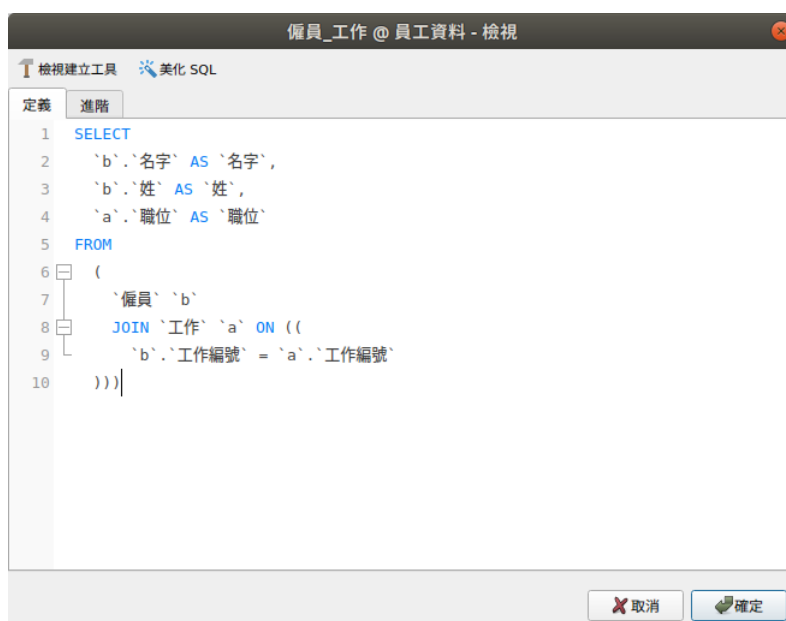 僱員_工作 @ 員工資料 - 檢視
檢視建立工具 美化 SQL
定義 進階
1 SELECT
2 `b`.`名字` AS `名字`,
3 `b`.`姓` AS `姓`,
4 `a`.`職位` AS `職位`
5 FROM
6 (
7 `僱員` `b`
8 JOIN `工作` `a` ON ((
9 `b`.`工作編號` = `a`.`工作編號`
10 )))
取消 確定